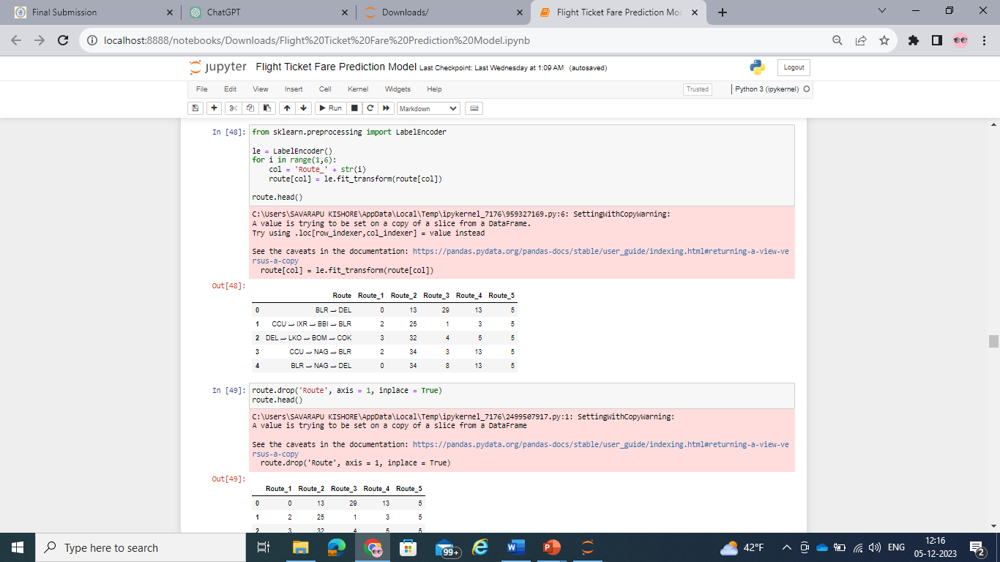 Final Submission
ChatGPT
Downloads/
Flight Ticket Fare Prediction Mo
localhost:8888/notebooks/Downloads/Flight%20Ticket%20Fare%20Prediction%20Model.ipynb
jupyter Flight Ticket Fare Prediction Model Last Checkpoint: Last Wednesday at 1:09 AM (autosaved)
Logout
File Edit View Insert Cell Kernel Widgets Help
Trusted
Python 3 (ipykernel)
Run
Markdown
In [48]: from sklearn.preprocessing import LabelEncoder
le = LabelEncoder()
for i in range(1,6):
    col = 'Route_' + str(i)
    route[col] = le.fit_transform(route[col])
route.head()
C:\Users\SAVARAPU KISHORE\AppData\Local\Temp\ipykernel_7176\959327169.py:6: SettingWithCopyWarning:
A value is trying to be set on a copy of a slice from a DataFrame.
Try using .loc[row_indexer,col_indexer] = value instead
See the caveats in the documentation: https://pandas.pydata.org/pandas-docs/stable/user_guide/indexing.html#returning-a-view-ve
rsus-a-copy
  route[col] = le.fit_transform(route[col])
Out[48]:
Route Route_1 Route_2 Route_3 Route_4 Route_5
0 BLR → DEL 0 13 29 13 5
1 CCU → IXR → BBI → BLR 2 25 1 3 5
2 DEL → LKO → BOM → COK 3 32 4 5 5
3 CCU → NAG → BLR 2 34 3 13 5
4 BLR → NAG → DEL 0 34 8 13 5
In [49]: route.drop('Route', axis = 1, inplace = True)
route.head()
C:\Users\SAVARAPU KISHORE\AppData\Local\Temp\ipykernel_7176\2499507917.py:1: SettingWithCopyWarning:
A value is trying to be set on a copy of a slice from a DataFrame
See the caveats in the documentation: https://pandas.pydata.org/pandas-docs/stable/user_guide/indexing.html#returning-a-view-ve
rsus-a-copy
  route.drop('Route', axis = 1, inplace = True)
Out[49]:
Route_1 Route_2 Route_3 Route_4 Route_5
0 0 13 29 13 5
1 2 25 1 3 5
2 3 32 4 5 5
Type here to search
99+
42°F
ENG
12:16
05-12-2023
2